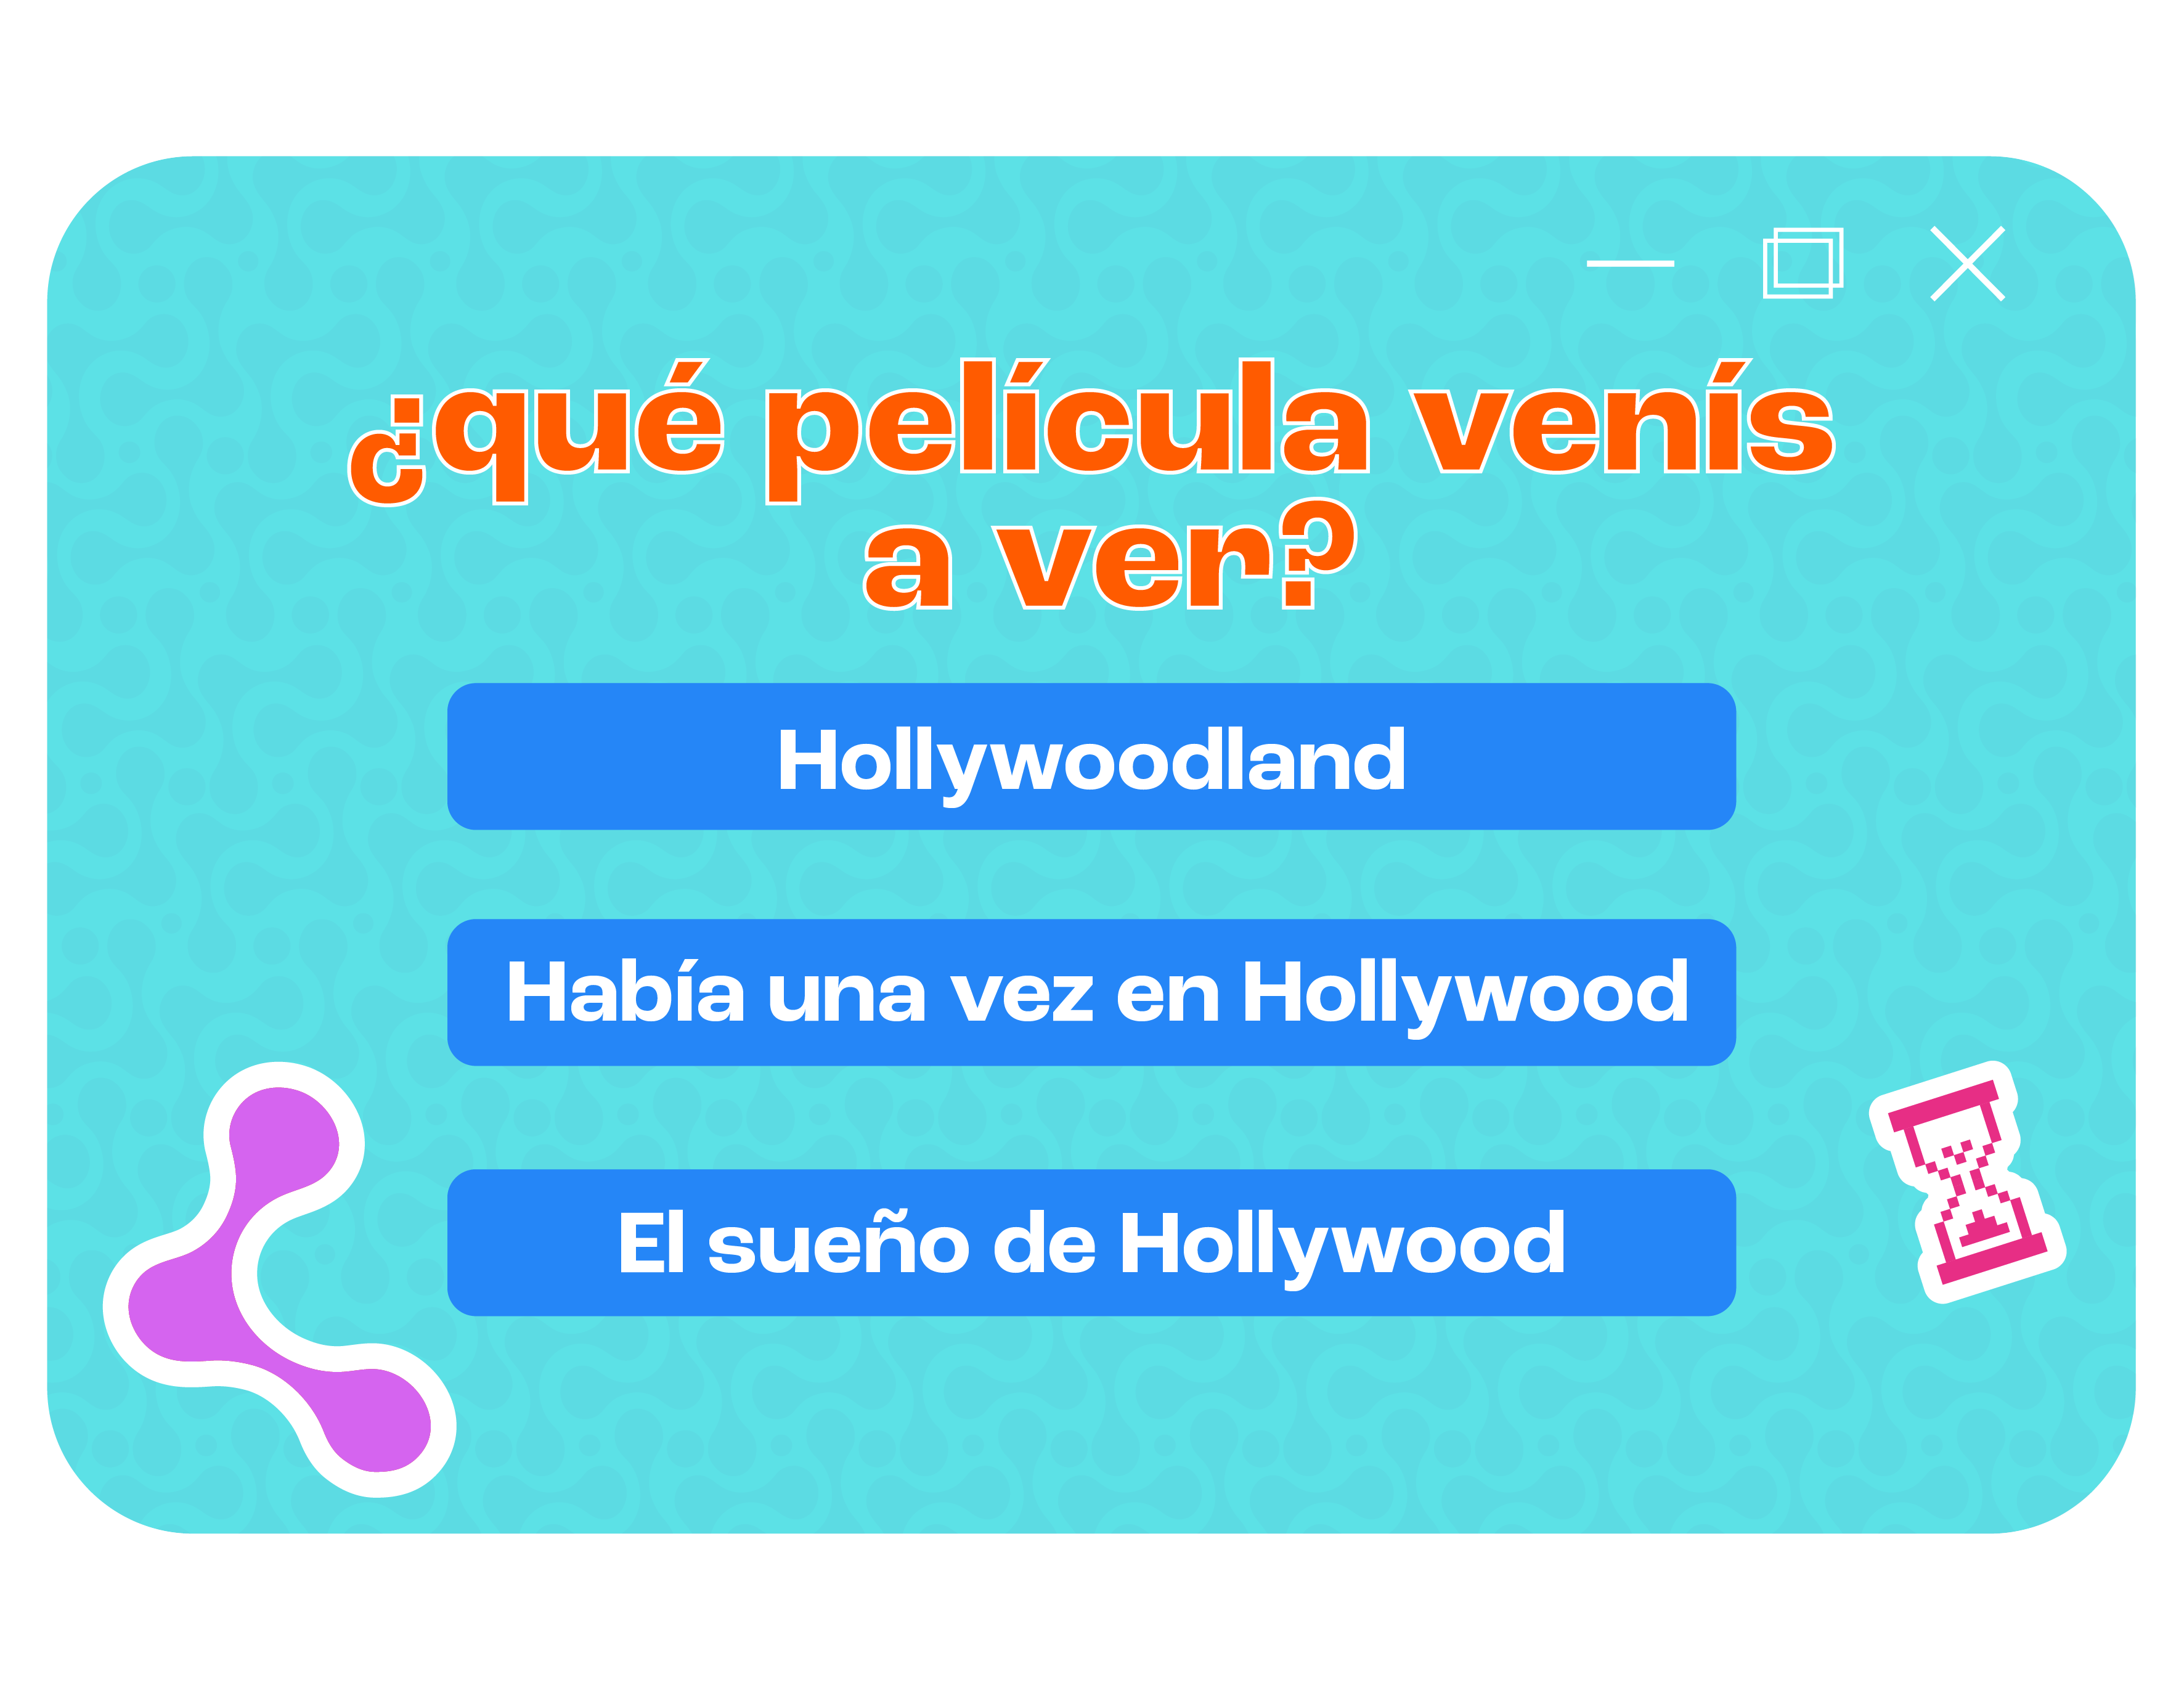 ¿qué película venís
a ver?
Hollywoodland
Había una vez en Hollywood
El sueño de Hollywood